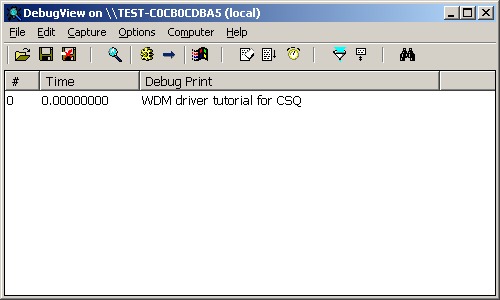 DebugView on \\TEST-C0CB0CDBA5 (local)
File Edit Capture Options Computer Help
# Time Debug Print
0 0.00000000 WDM driver tutorial for CSQ